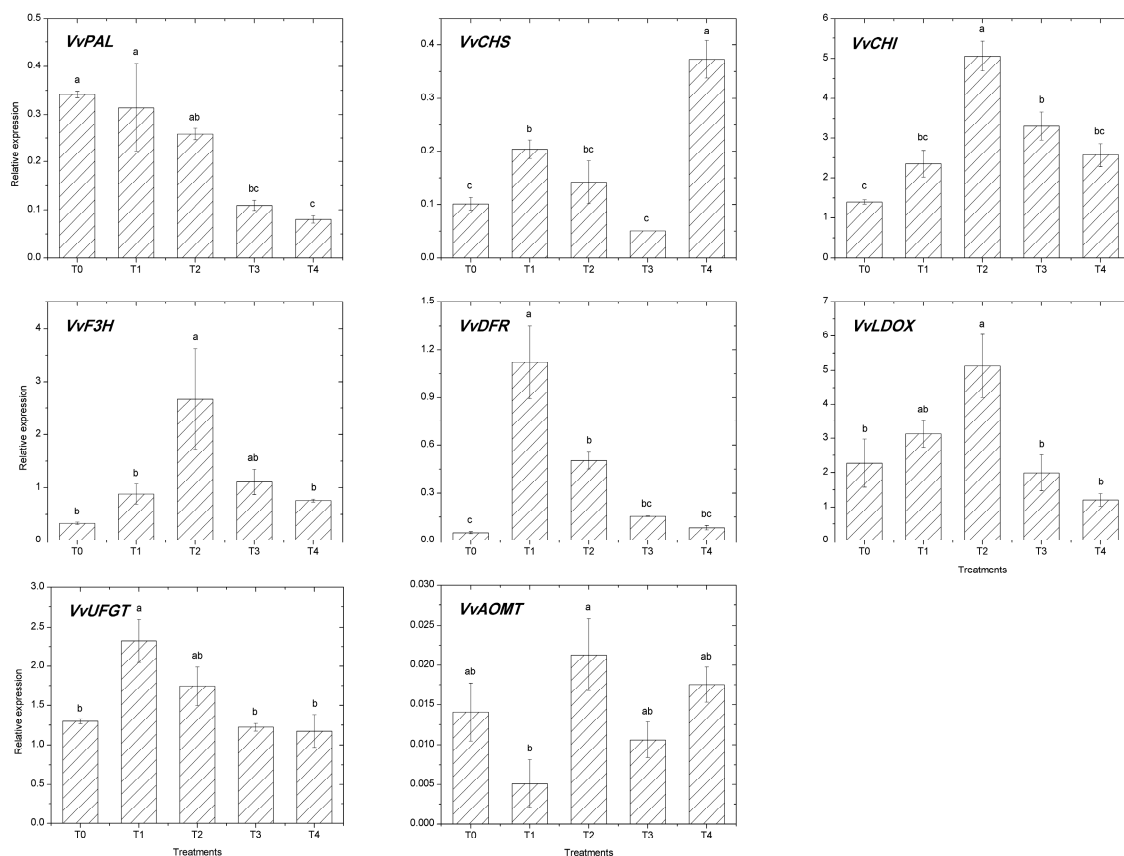 VvPAL
Relative expression
0.5
0.4
0.3
0.2
0.1
0.0
a
a
ab
bc
c
T0 T1 T2 T3 T4
VvCHS
0.4
0.3
0.2
0.1
0.0
c
b
bc
c
a
T0 T1 T2 T3 T4
VvCHI
6
5
4
3
2
1
0
c
bc
a
b
bc
T0 T1 T2 T3 T4
VvF3H
Relative expression
4
3
2
1
0
b
b
a
ab
b
T0 T1 T2 T3 T4
VvDFR
1.5
1.2
0.9
0.6
0.3
0.0
c
a
b
bc
bc
T0 T1 T2 T3 T4
VvLDOX
7
6
5
4
3
2
1
0
b
ab
a
b
b
T0 T1 T2 T3 T4
Treatments
VvUFGT
Relative expression
3.0
2.5
2.0
1.5
1.0
0.5
0.0
b
a
ab
b
b
T0 T1 T2 T3 T4
Treatments
VvAOMT
0.030
0.025
0.020
0.015
0.010
0.005
0.000
ab
b
a
ab
ab
T0 T1 T2 T3 T4
Treatments